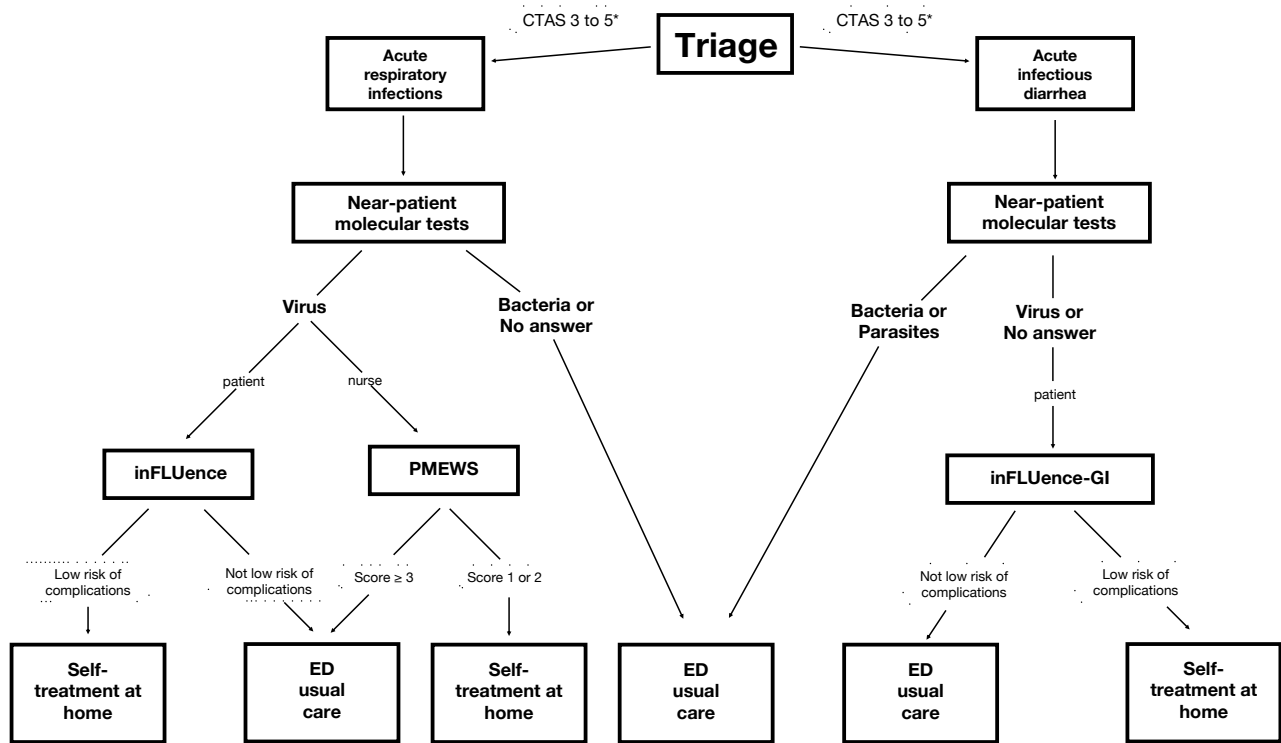 CTAS 3 to 5*
Triage
CTAS 3 to 5*
Acute
respiratory
infections
Acute
infectious
diarrhea
Near-patient
molecular tests
Near-patient
molecular tests
Virus
Bacteria or
No answer
Bacteria or
Parasites
Virus or
No answer
patient
nurse
patient
inFLUence
PMEWS
inFLUence-GI
Low risk of
complications
Not low risk of
complications
Score ≥ 3
Score 1 or 2
Not low risk of
complications
Low risk of
complications
Self-
treatment at
home
ED
usual
care
Self-
treatment at
home
ED
usual
care
ED
usual
care
Self-
treatment at
home